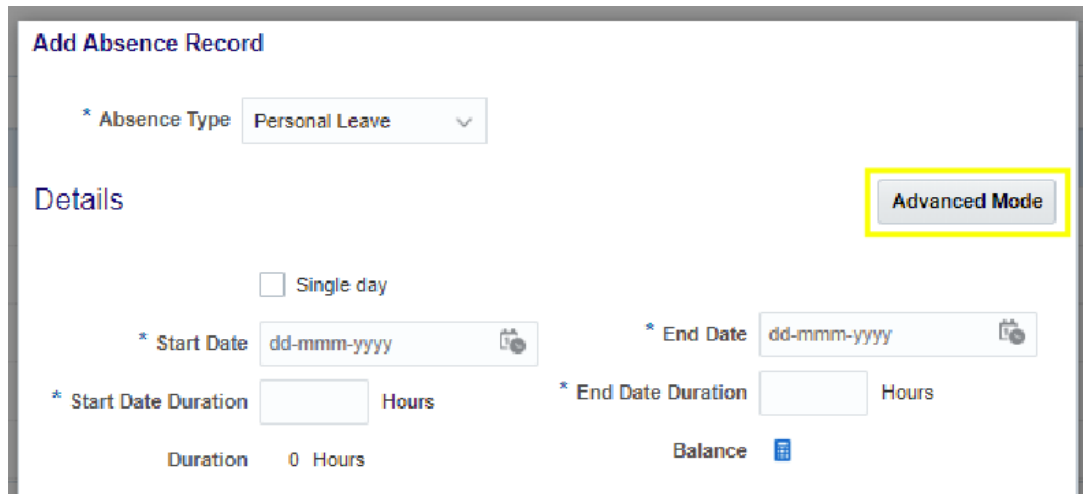 Add Absence Record
* Absence Type Personal Leave
Details Advanced Mode
Single day
* Start Date dd-mmm-yyyy * End Date dd-mmm-yyyy
* Start Date Duration Hours * End Date Duration Hours
Duration 0 Hours Balance